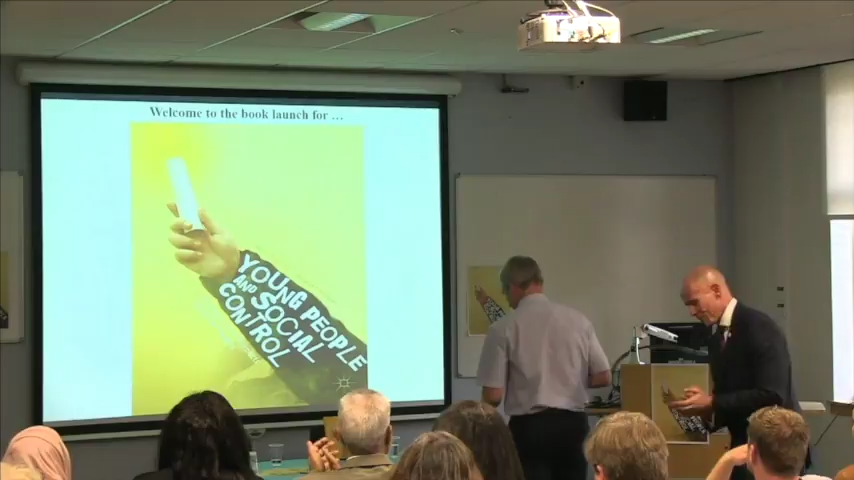 Welcome to the book launch for ...
YOUNG PEOPLE
AND SOCIAL
CONTROL